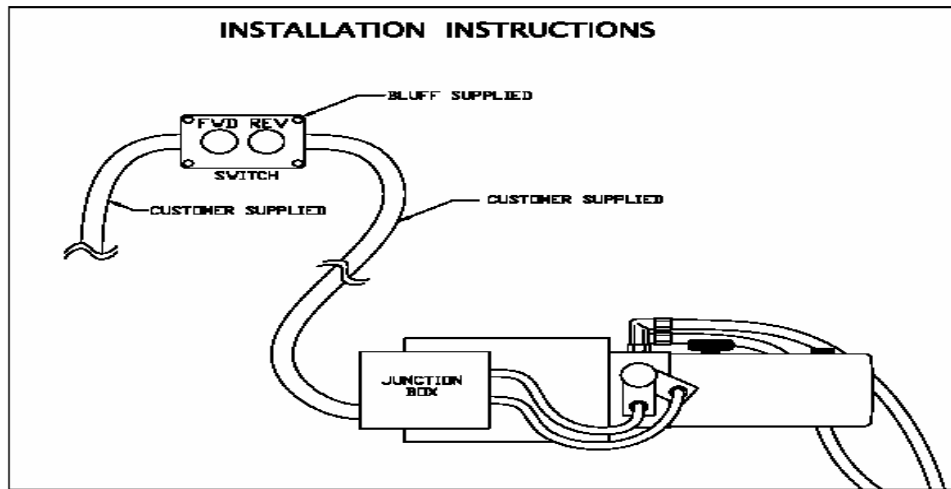 INSTALLATION INSTRUCTIONS
BLUFF SUPPLIED
FWD REV
SWITCH
CUSTOMER SUPPLIED
CUSTOMER SUPPLIED
JUNCTION
BOX